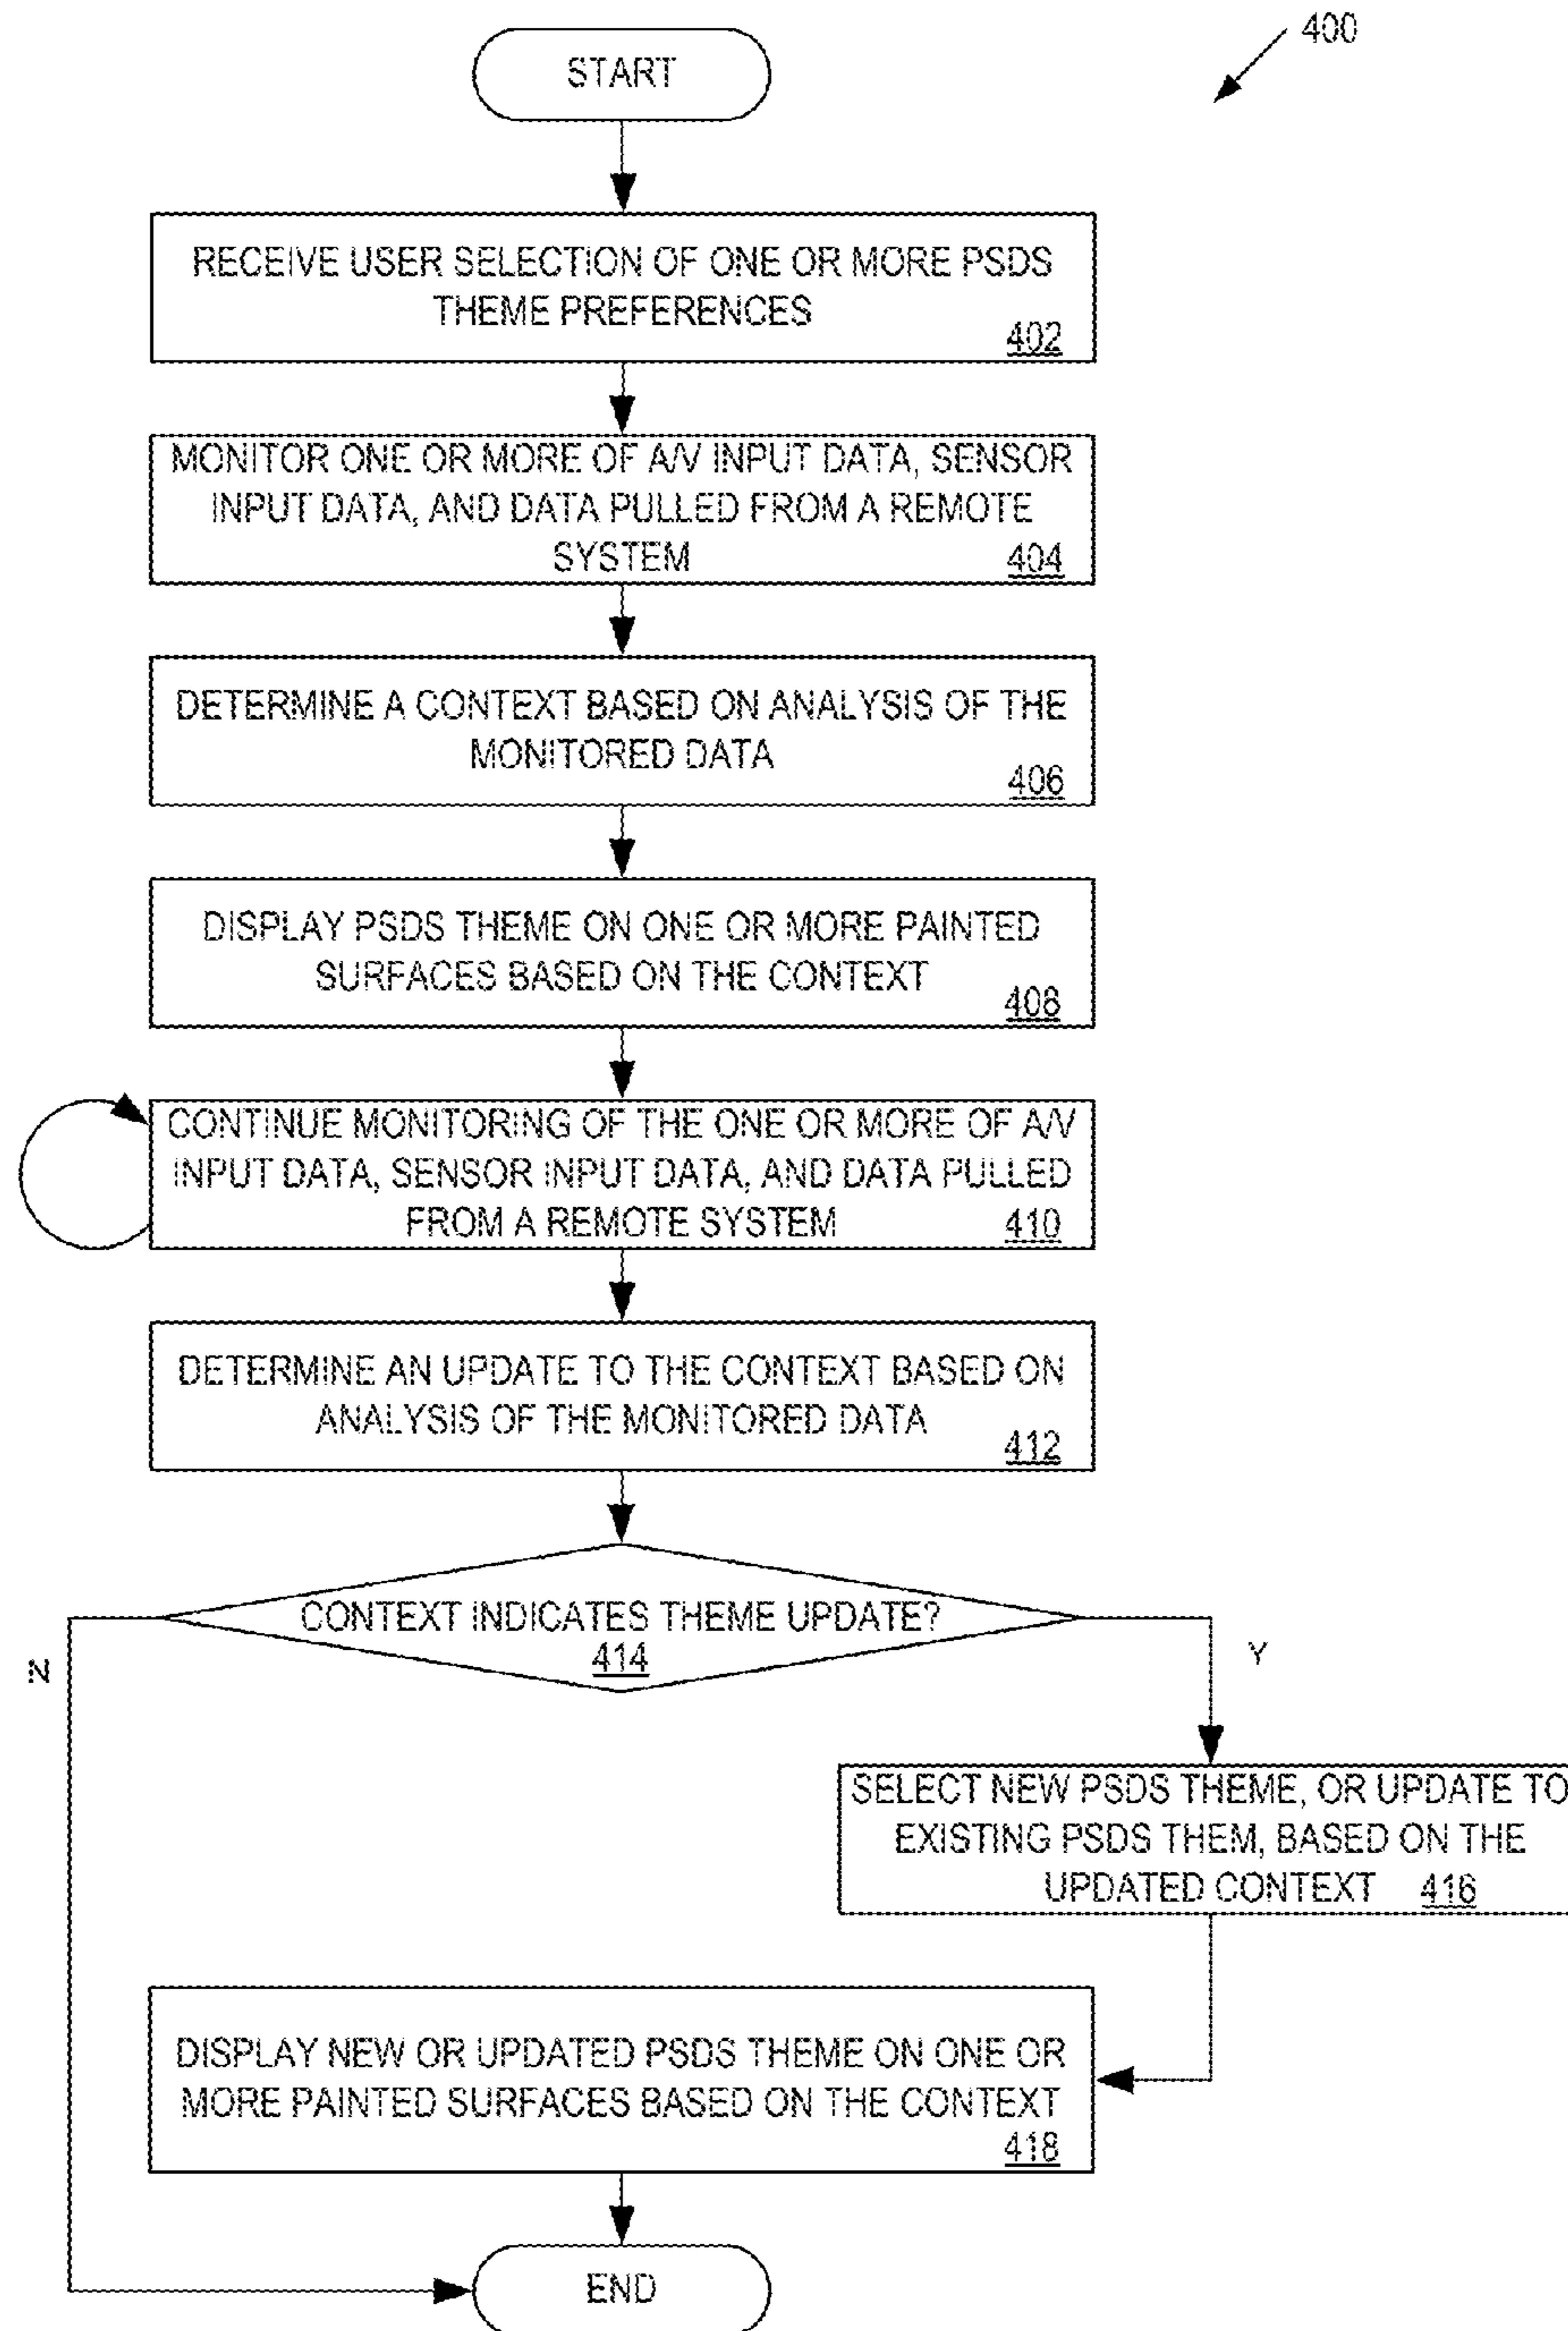 400
START
RECEIVE USER SELECTION OF ONE OR MORE PSDS
THEME PREFERENCES
402
MONITOR ONE OR MORE OF A/V INPUT DATA, SENSOR
INPUT DATA, AND DATA PULLED FROM A REMOTE
SYSTEM
404
DETERMINE A CONTEXT BASED ON ANALYSIS OF THE
MONITORED DATA
406
DISPLAY PSDS THEME ON ONE OR MORE PAINTED
SURFACES BASED ON THE CONTEXT
408
CONTINUE MONITORING OF THE ONE OR MORE OF A/V
INPUT DATA, SENSOR INPUT DATA, AND DATA PULLED
FROM A REMOTE SYSTEM
410
DETERMINE AN UPDATE TO THE CONTEXT BASED ON
ANALYSIS OF THE MONITORED DATA
412
CONTEXT INDICATES THEME UPDATE?
414
N
Y
SELECT NEW PSDS THEME, OR UPDATE TO
EXISTING PSDS THEM, BASED ON THE
UPDATED CONTEXT 416
DISPLAY NEW OR UPDATED PSDS THEME ON ONE OR
MORE PAINTED SURFACES BASED ON THE CONTEXT
418
END